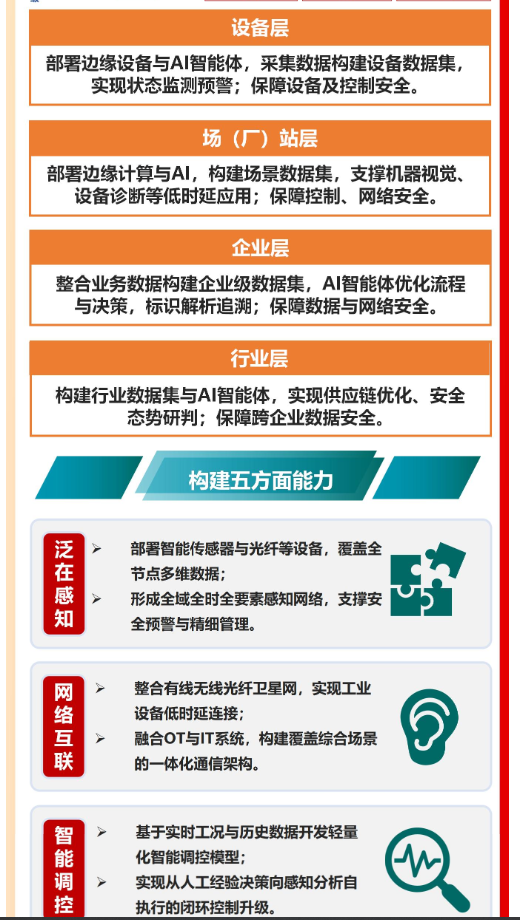 设备层
部署边缘设备与AI智能体，采集数据构建设备数据集，
实现状态监测预警；保障设备及控制安全。
场（厂）站层
部署边缘计算与AI，构建场景数据集，支撑机器视觉、
设备诊断等低时延应用；保障控制、网络安全。
企业层
整合业务数据构建企业级数据集，AI智能体优化流程
与决策，标识解析追溯；保障数据与网络安全。
行业层
构建行业数据集与AI智能体，实现供应链优化、安全
态势研判；保障跨企业数据安全。
构建五方面能力
泛在感知
部署智能传感器与光纤等设备，覆盖全
节点多维数据；
形成全域全时全要素感知网络，支撑安
全预警与精细管理。
网络互联
整合有线无线光纤卫星网，实现工业
设备低时延连接；
融合OT与IT系统，构建覆盖综合场景
的一体化通信架构。
智能调控
基于实时工况与历史数据开发轻量
化智能调控模型；
实现从人工经验决策向感知分析自
执行的闭环控制升级。